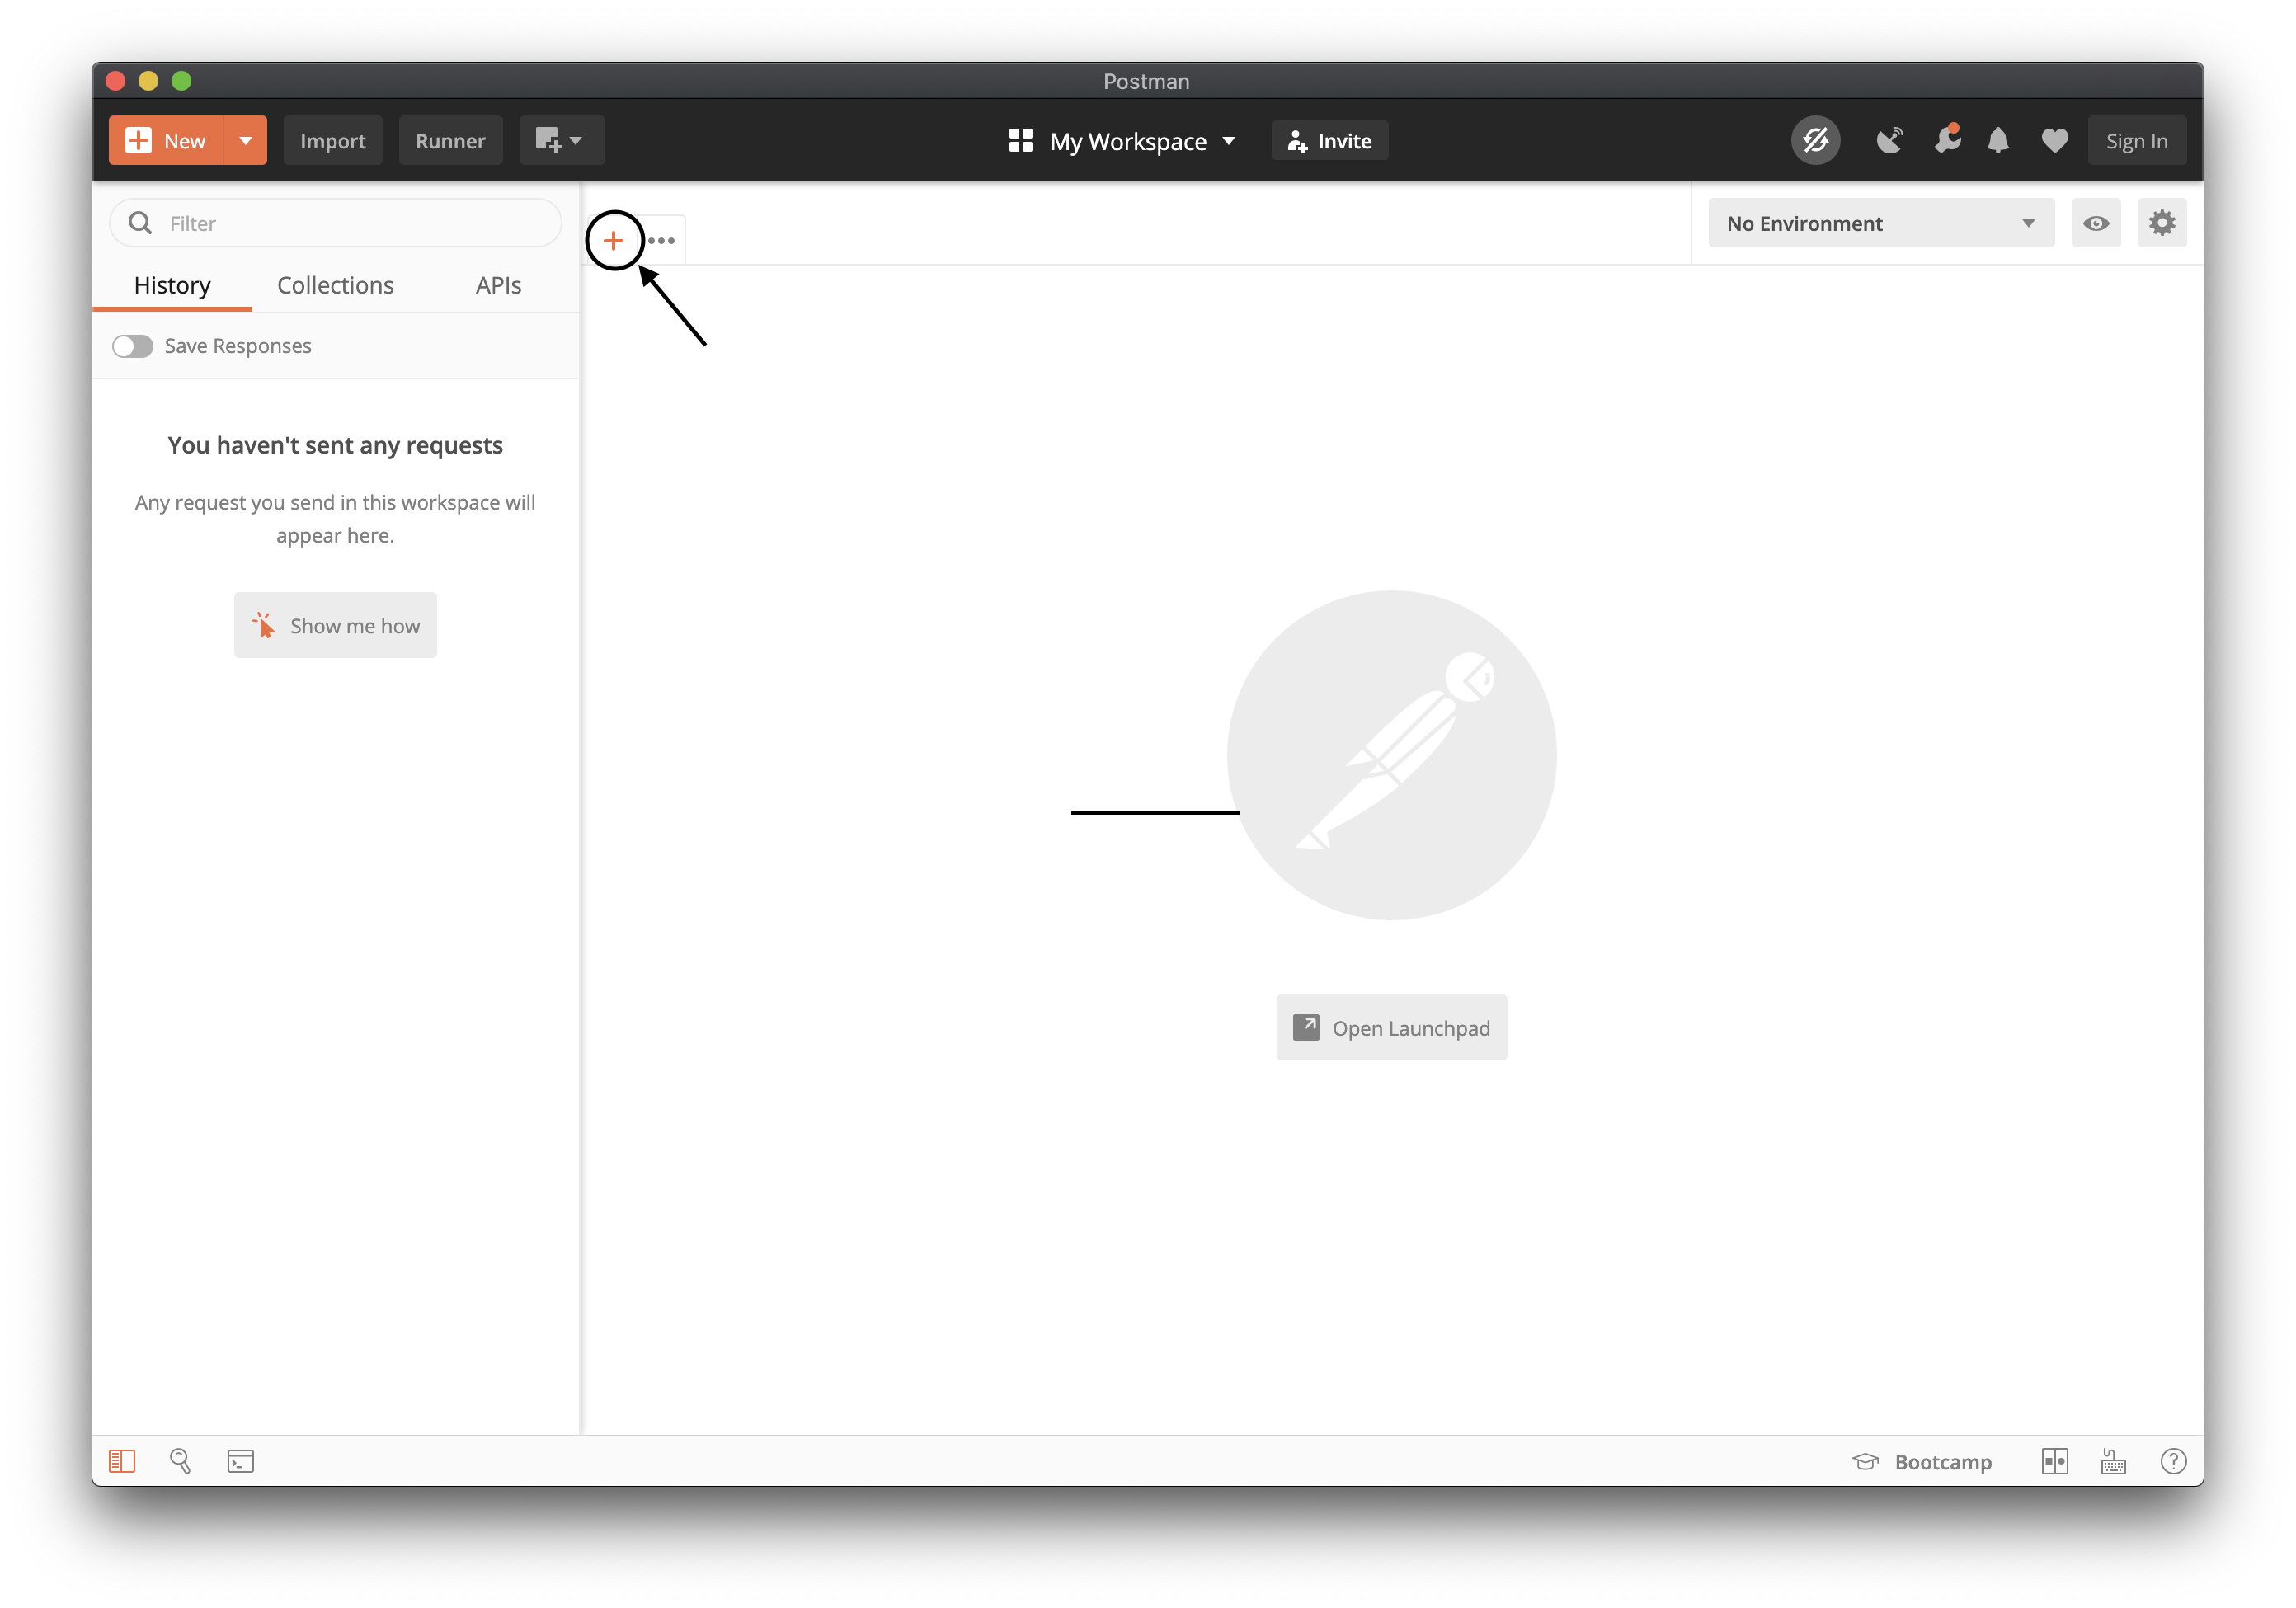 Postman
New
Import
Runner
My Workspace
Invite
Sign In
Filter
No Environment
History
Collections
APIs
Save Responses
You haven't sent any requests
Any request you send in this workspace will
appear here.
Show me how
Open Launchpad
Bootcamp